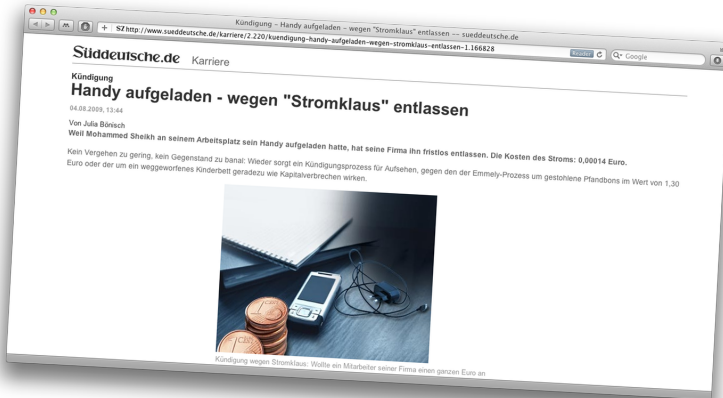 Kündigung - Handy aufgeladen - wegen "Stromklaus" entlassen -- sueddeutsche.de
SZ http://www.sueddeutsche.de/karriere/2.220/kuendigung-handy-aufgeladen-wegen-stromklaus-entlassen-1.166828
Reader
Google
Süddeutsche.de Karriere
Kündigung
Handy aufgeladen - wegen "Stromklaus" entlassen
04.08.2009, 13:44
Von Julia Bönisch
Weil Mohammed Sheikh an seinem Arbeitsplatz sein Handy aufgeladen hatte, hat seine Firma ihn fristlos entlassen. Die Kosten des Stroms: 0,00014 Euro.
Kein Vergehen zu gering, kein Gegenstand zu banal: Wieder sorgt ein Kündigungsprozess für Aufsehen, gegen den der Emmely-Prozess um gestohlene Pfandbons im Wert von 1,30
Euro oder der um ein weggeworfenes Kinderbett geradezu wie Kapitalverbrechen wirken.
Kündigung wegen Stromklaus: Wollte ein Mitarbeiter seiner Firma einen ganzen Euro an